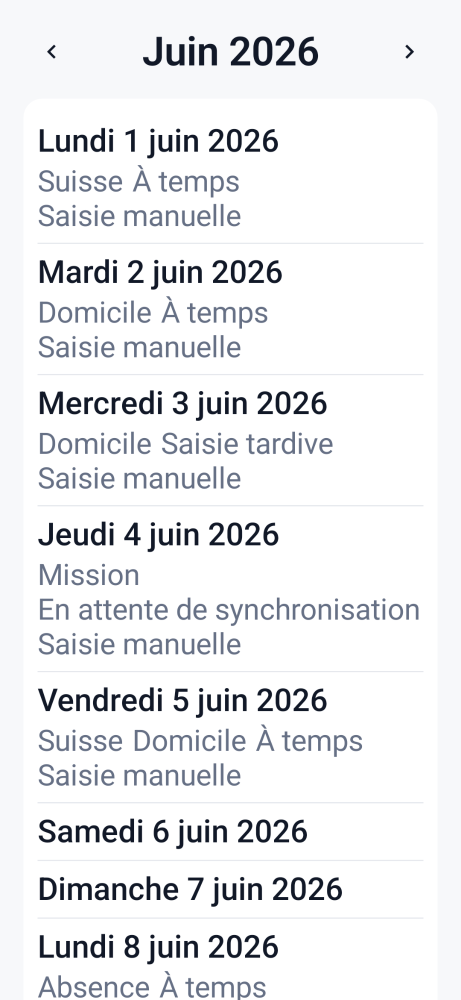 Juin 2026
Lundi 1 juin 2026
Suisse À temps
Saisie manuelle
Mardi 2 juin 2026
Domicile À temps
Saisie manuelle
Mercredi 3 juin 2026
Domicile Saisie tardive
Saisie manuelle
Jeudi 4 juin 2026
Mission
En attente de synchronisation
Saisie manuelle
Vendredi 5 juin 2026
Suisse Domicile À temps
Saisie manuelle
Samedi 6 juin 2026
Dimanche 7 juin 2026
Lundi 8 juin 2026
Absence À temps